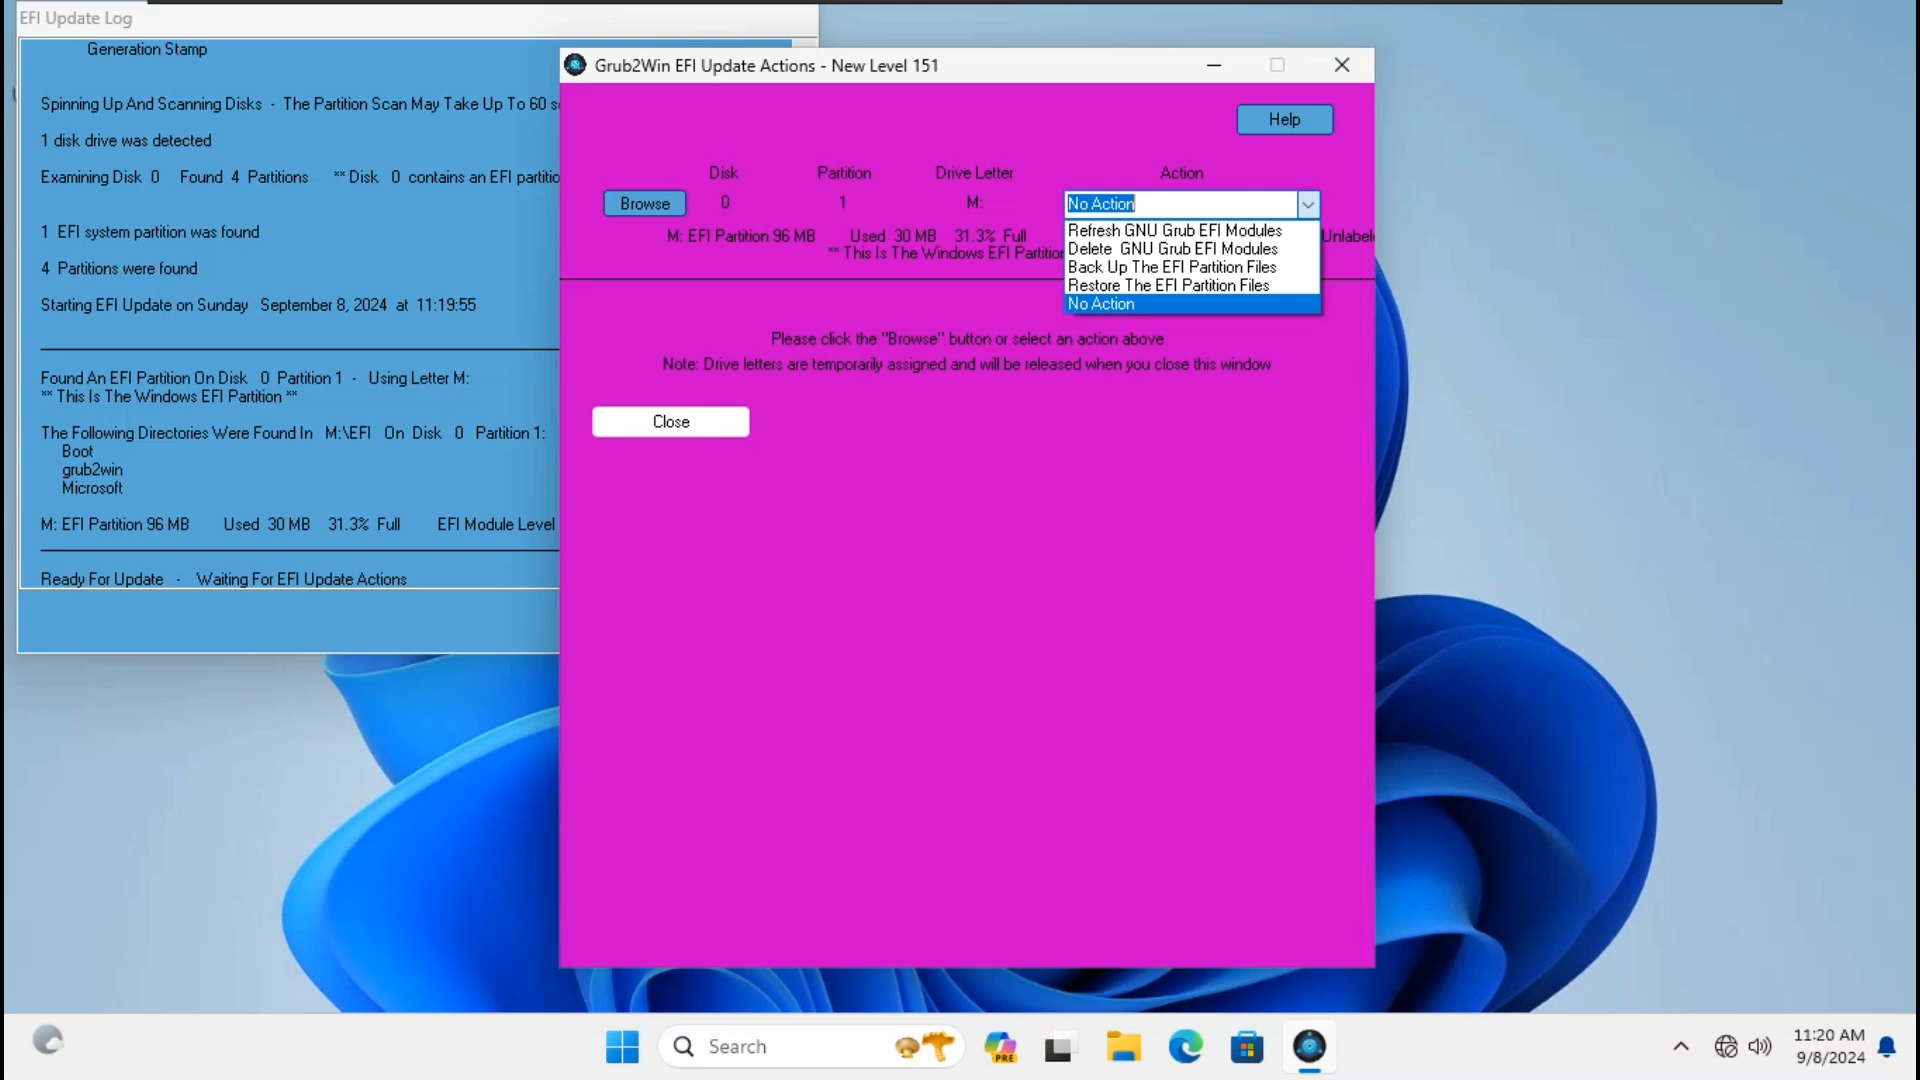 EFI Update Log
Generation Stamp
Spinning Up And Scanning Disks - The Partition Scan May Take Up To 60
1 disk drive was detected
Examining Disk 0 Found 4 Partitions ** Disk 0 contains an EFI
1 EFI system partition was found
4 Partitions were found
Starting EFI Update on Sunday September 8, 2024 at 11:19:55
Found An EFI Partition On Disk 0 Partition 1 - Using Letter M:
** This Is The Windows EFI Partition **
The Following Directories Were Found In M:\EFI On Disk 0 Partition 1:
Boot
grub2win
Microsoft
M: EFI Partition 96 MB Used 30 MB 31.3% Full EFI Module Level
Ready For Update - Waiting For EFI Update Actions
Grub2Win EFI Update Actions - New Level 151
Help
Disk Partition Drive Letter Action
Browse 0 1 M: No Action
M: EFI Partition 96 MB Used 30 MB 31.3% Full
** This Is The Windows EFI
Refresh GNU Grub EFI Modules
Delete GNU Grub EFI Modules
Back Up The EFI Partition Files
Restore The EFI Partition Files
No Action
Please click the "Browse" button or select an action above
Note: Drive letters are temporarily assigned and will be released when you close this window
Close
Search
PRE
11:20 AM
9/8/2024